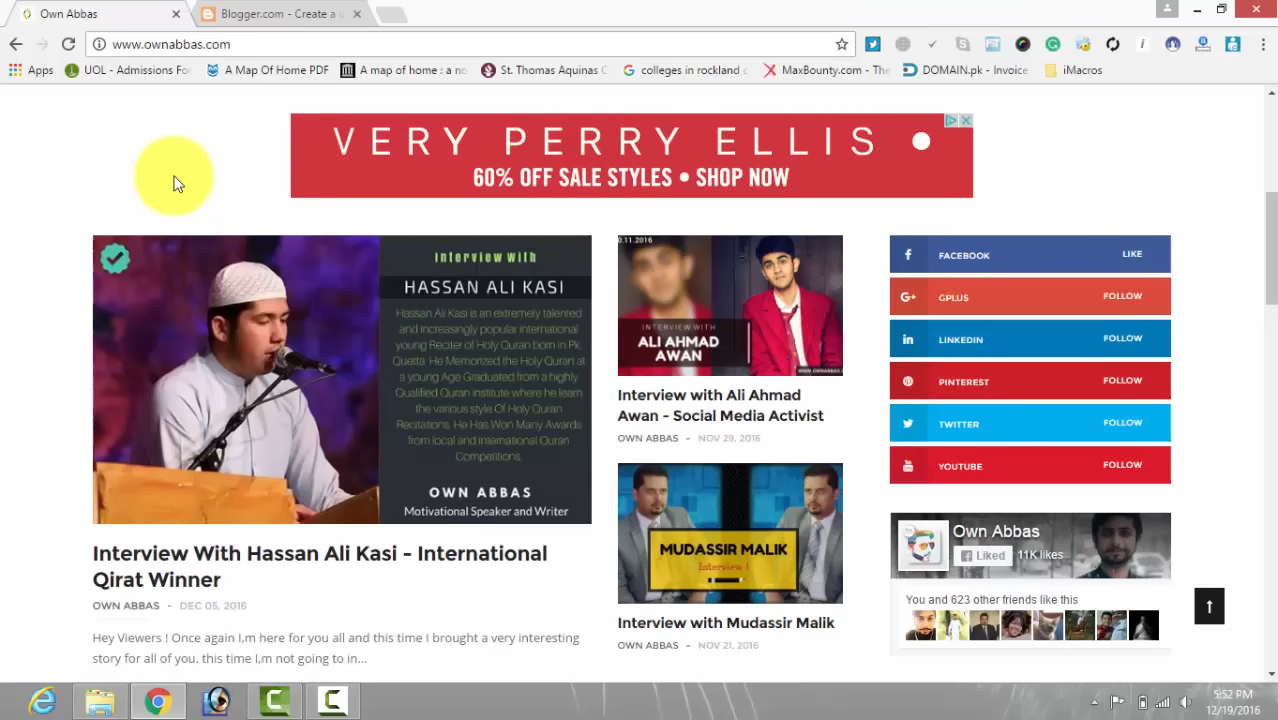 Own Abbas
Blogger.com - Create a u
www.ownabbas.com
Apps
UOL - Admissions Fo
A Map Of Home PDF
A map of home : a n
St. Thomas Aquinas C
colleges in rockland c
MaxBounty.com - The
DOMAIN.pk - Invoice
iMacros
VERY PERRY ELLIS
60% OFF SALE STYLES • SHOP NOW
Interview With
HASSAN ALI KASI
Hassan Ali Kasi is an extremely talented
and increasingly popular international
young Reciter of Holy Quran born in Pk,
Quetta. He Memorized the Holy Quran at
a young Age Graduated from a highly
Qualified Quran institute where he learn
the various style Of Holy Quran
Recitations. He Has Won Many Awards
from local and international Quran
Competitions.
OWN ABBAS
Motivational Speaker and Writer
Interview With Hassan Ali Kasi - International
Qirat Winner
OWN ABBAS - DEC 05, 2016
Hey Viewers ! Once again I,m here for you all and this time I brought a very interesting
story for all of you. this time I,m not going to in...
0.11.2016
INTERVIEW WITH
ALI AHMAD
AWAN
WWW.OWNABBAS.COM
Interview with Ali Ahmad
Awan - Social Media Activist
OWN ABBAS - NOV 29, 2016
MUDASSIR MALIK
Interview !
Interview with Mudassir Malik
OWN ABBAS - NOV 21, 2016
FACEBOOK LIKE
GPLUS FOLLOW
LINKEDIN FOLLOW
PINTEREST FOLLOW
TWITTER FOLLOW
YOUTUBE FOLLOW
Own Abbas
Liked 11K likes
You and 623 other friends like this
5:52 PM
12/19/2016